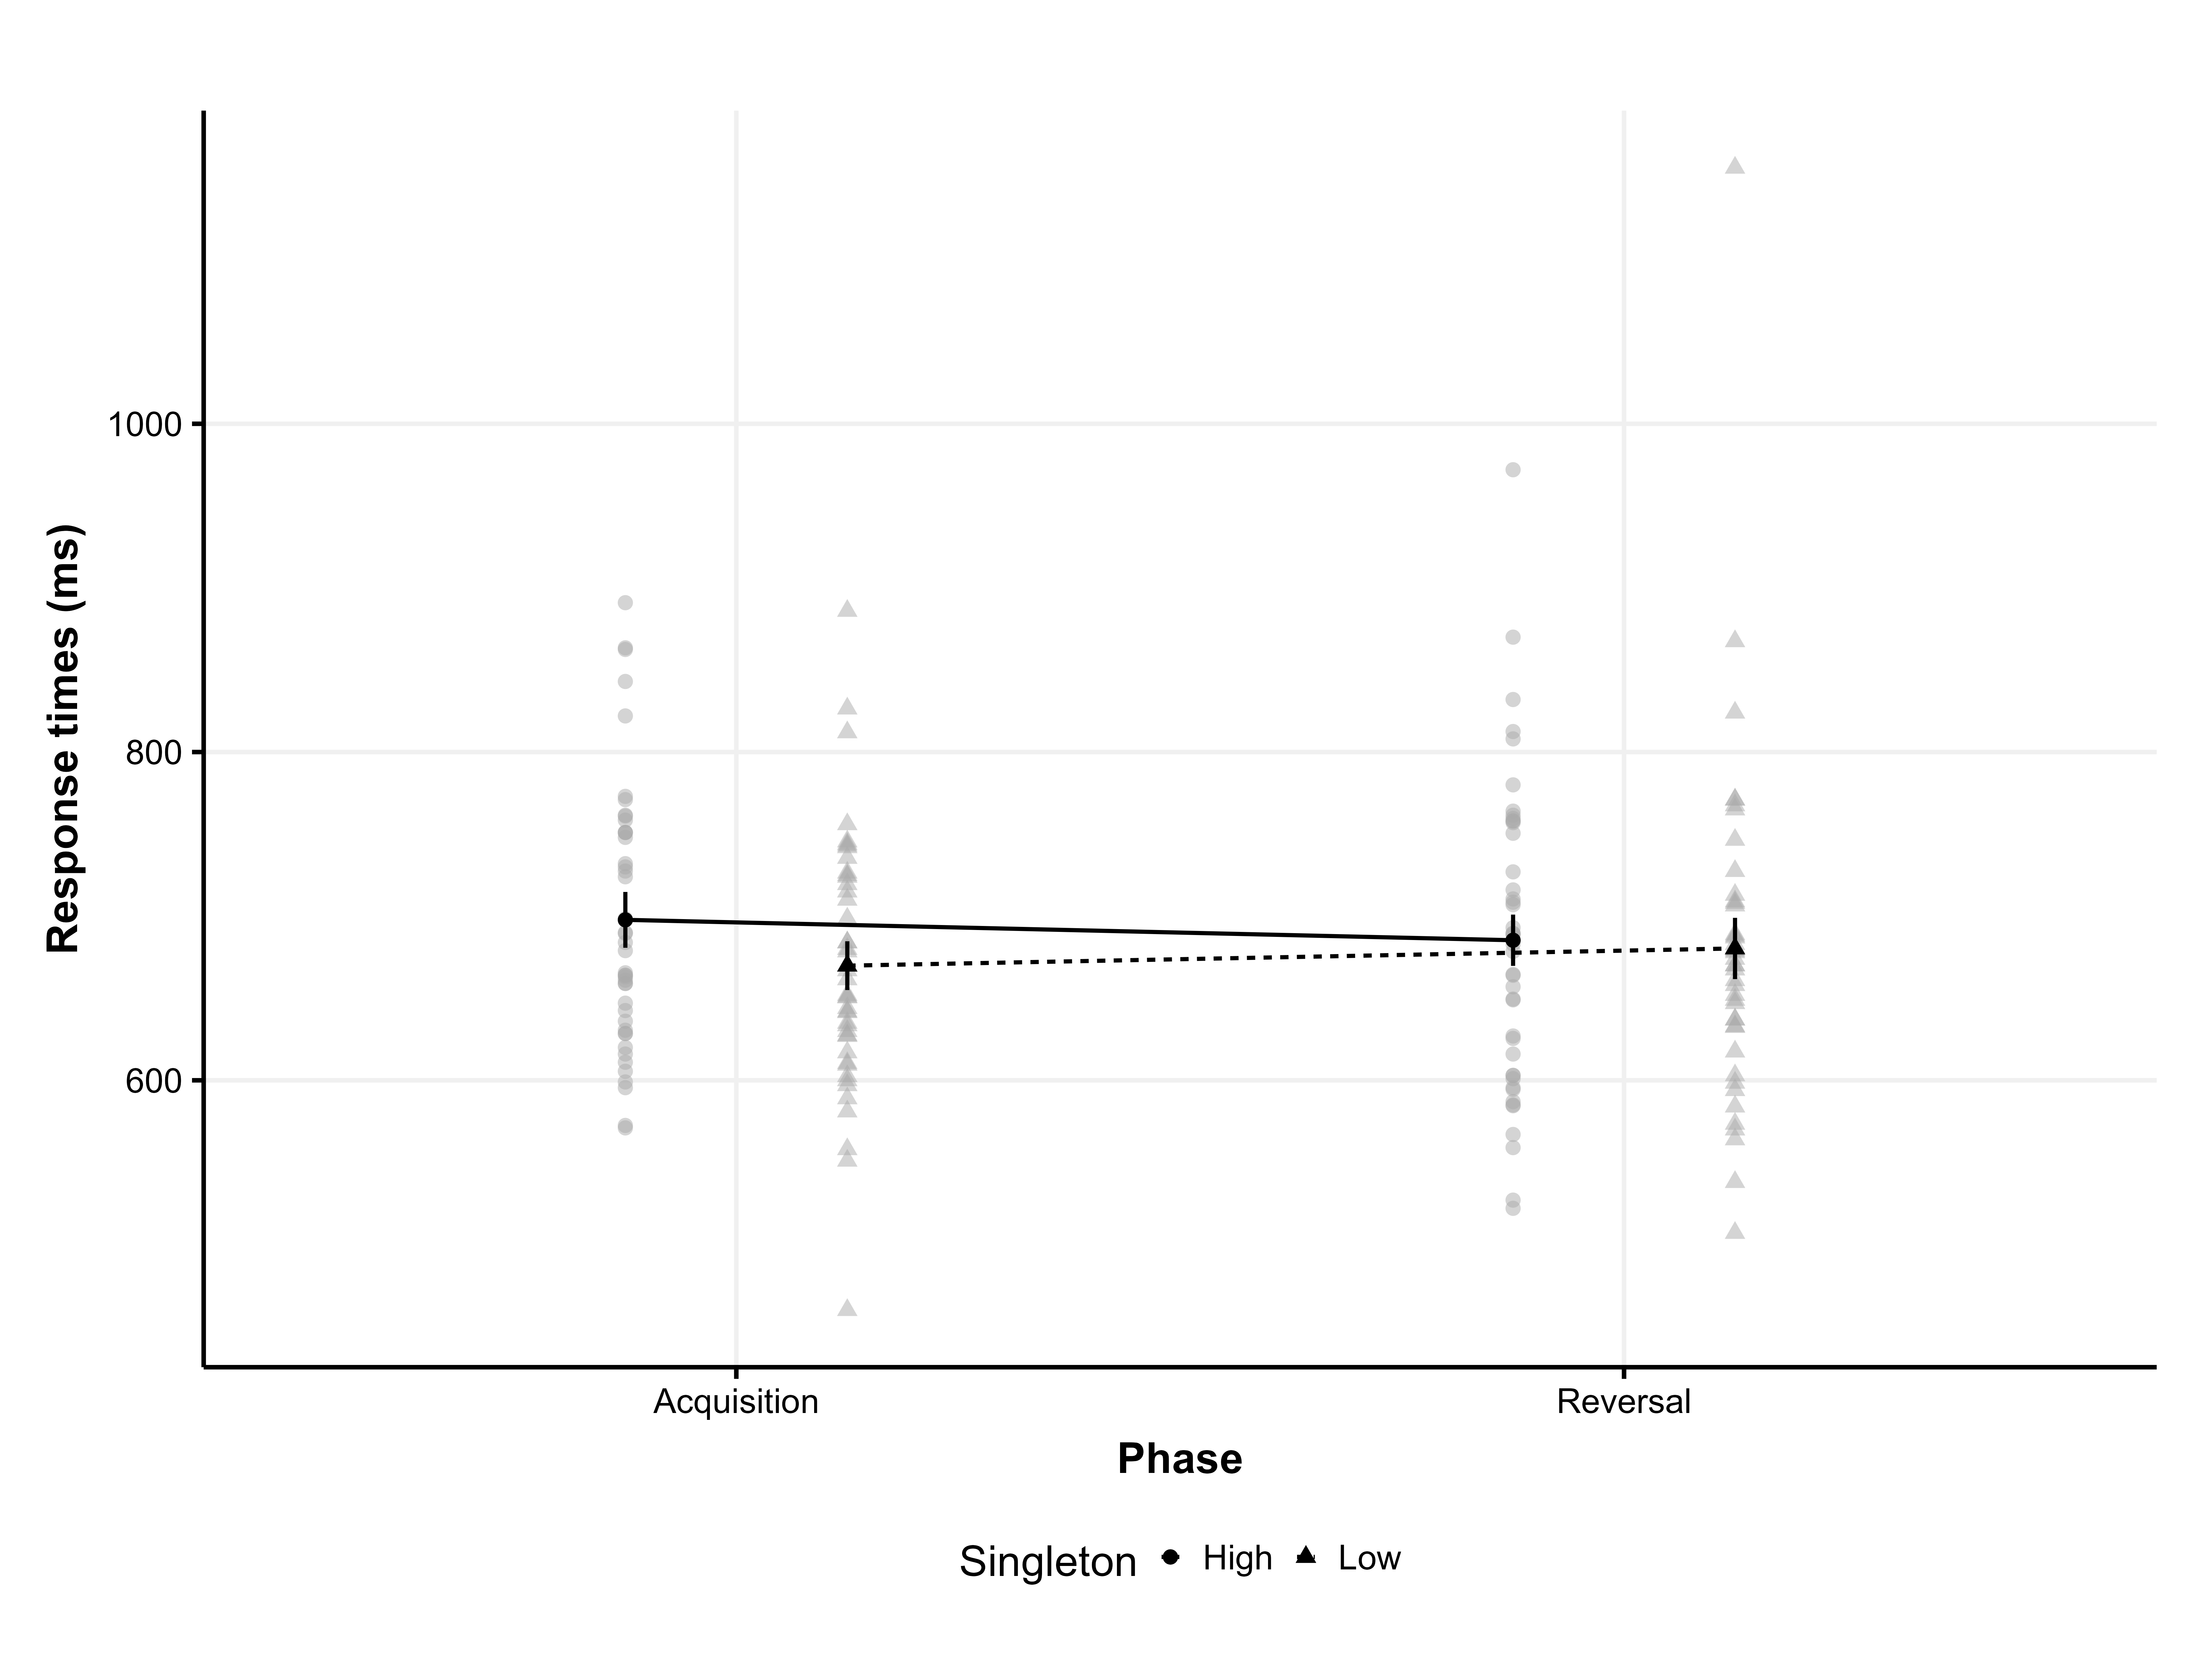 Response times (ms)
1000
800
600
Acquisition
Reversal
Phase
Singleton High Low